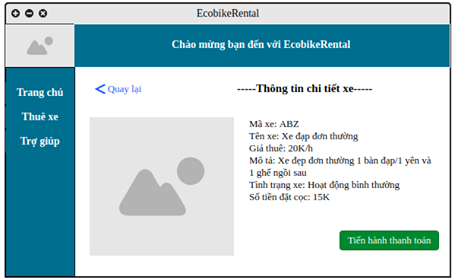 EcobikeRental
Chào mừng bạn đến với EcobikeRental
Trang chủ
Thuê xe
Trợ giúp
Quay lại
-----Thông tin chi tiết xe-----
Mã xe: ABZ
Tên xe: Xe đạp đơn thường
Giá thuê: 20K/h
Mô tả: Xe đẹp đơn thường 1 bàn đạp/1 yên và
1 ghế ngồi sau
Tình trạng xe: Hoạt động bình thường
Số tiền đặt cọc: 15K
Tiến hành thanh toán